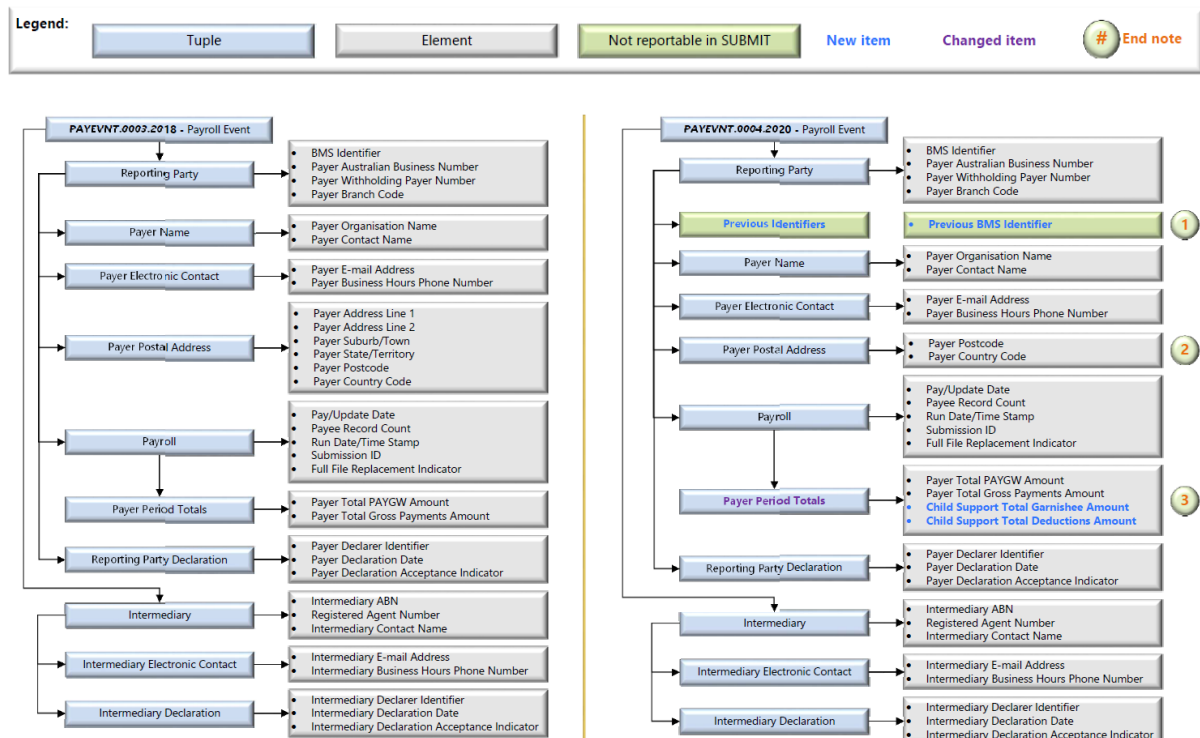 Legend:
Tuple
Element
Not reportable in SUBMIT
New item
Changed item
#
End note
PAYEVNT.0003.2018 - Payroll Event
Reporting Party
• BMS Identifier
• Payer Australian Business Number
• Payer Withholding Payer Number
• Payer Branch Code
Payer Name
• Payer Organisation Name
• Payer Contact Name
Payer Electronic Contact
• Payer E-mail Address
• Payer Business Hours Phone Number
Payer Postal Address
• Payer Address Line 1
• Payer Address Line 2
• Payer Suburb/Town
• Payer State/Territory
• Payer Postcode
• Payer Country Code
Payroll
• Pay/Update Date
• Payee Record Count
• Run Date/Time Stamp
• Submission ID
• Full File Replacement Indicator
Payer Period Totals
• Payer Total PAYGW Amount
• Payer Total Gross Payments Amount
Reporting Party Declaration
• Payer Declarer Identifier
• Payer Declaration Date
• Payer Declaration Acceptance Indicator
Intermediary
• Intermediary ABN
• Registered Agent Number
• Intermediary Contact Name
Intermediary Electronic Contact
• Intermediary E-mail Address
• Intermediary Business Hours Phone Number
Intermediary Declaration
• Intermediary Declarer Identifier
• Intermediary Declaration Date
• Intermediary Declaration Acceptance Indicator
PAYEVNT.0004.2020 - Payroll Event
Reporting Party
• BMS Identifier
• Payer Australian Business Number
• Payer Withholding Payer Number
• Payer Branch Code
Previous Identifiers
• Previous BMS Identifier
1
Payer Name
• Payer Organisation Name
• Payer Contact Name
Payer Electronic Contact
• Payer E-mail Address
• Payer Business Hours Phone Number
Payer Postal Address
• Payer Postcode
• Payer Country Code
2
Payroll
• Pay/Update Date
• Payee Record Count
• Run Date/Time Stamp
• Submission ID
• Full File Replacement Indicator
Payer Period Totals
• Payer Total PAYGW Amount
• Payer Total Gross Payments Amount
• Child Support Total Garnishee Amount
• Child Support Total Deductions Amount
3
Reporting Party Declaration
• Payer Declarer Identifier
• Payer Declaration Date
• Payer Declaration Acceptance Indicator
Intermediary
• Intermediary ABN
• Registered Agent Number
• Intermediary Contact Name
Intermediary Electronic Contact
• Intermediary E-mail Address
• Intermediary Business Hours Phone Number
Intermediary Declaration
• Intermediary Declarer Identifier
• Intermediary Declaration Date
• Intermediary Declaration Acceptance Indicator